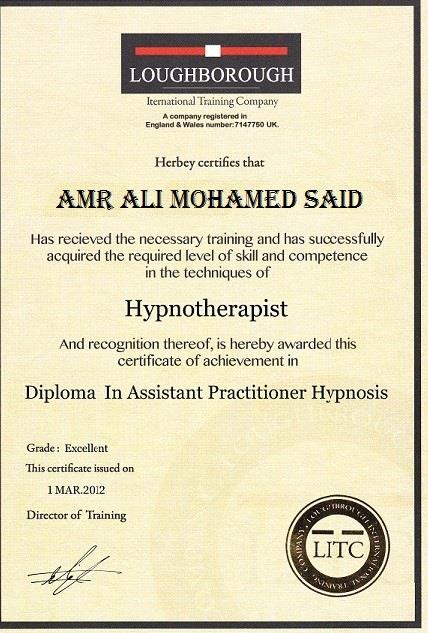 LOUGHBOROUGH
Iternational Training Company
A company registered in
England & Wales number:7147750 UK.
Herbey certifies that
AMR ALI MOHAMED SAID
Has recieved the necessary training and has successfully
acquired the required level of skill and competence
in the techniques of
Hypnotherapist
And recognition thereof, is hereby awarded this
certificate of achievement in
Diploma In Assistant Practitioner Hypnosis
Grade : Excellent
This certificate issued on
1 MAR.2012
Director of Training
LOUGHBROUGH INTERNATIONAL
TRAINING COMPANY
LITC